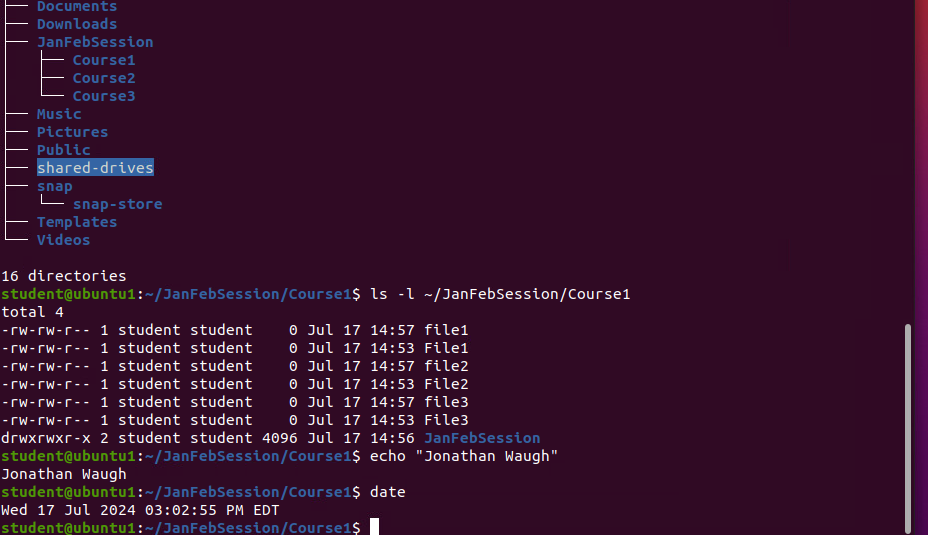 ├── Documents
├── Downloads
├── JanFebSession
│   ├── Course1
│   ├── Course2
│   └── Course3
├── Music
├── Pictures
├── Public
├── shared-drives
├── snap
│   └── snap-store
├── Templates
└── Videos
16 directories
student@ubuntu1:~/JanFebSession/Course1$ ls -l ~/JanFebSession/Course1
total 4
-rw-rw-r-- 1 student student    0 Jul 17 14:57 file1
-rw-rw-r-- 1 student student    0 Jul 17 14:53 File1
-rw-rw-r-- 1 student student    0 Jul 17 14:57 file2
-rw-rw-r-- 1 student student    0 Jul 17 14:53 File2
-rw-rw-r-- 1 student student    0 Jul 17 14:57 file3
-rw-rw-r-- 1 student student    0 Jul 17 14:53 File3
drwxrwxr-x 2 student student 4096 Jul 17 14:56 JanFebSession
student@ubuntu1:~/JanFebSession/Course1$ echo "Jonathan Waugh"
Jonathan Waugh
student@ubuntu1:~/JanFebSession/Course1$ date
Wed 17 Jul 2024 03:02:55 PM EDT
student@ubuntu1:~/JanFebSession/Course1$